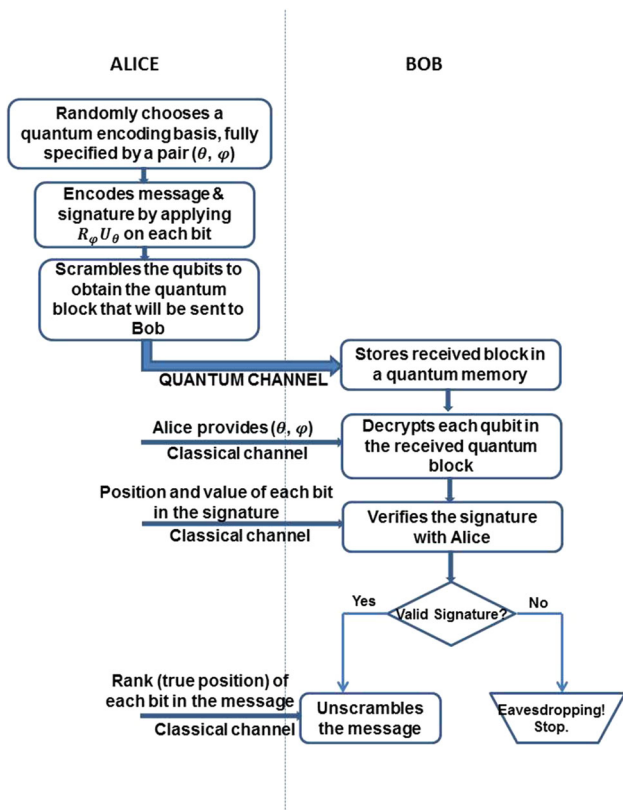 ALICE
BOB
Randomly chooses a
quantum encoding basis, fully
specified by a pair (θ, φ)
Encodes message &
signature by applying
RφUθ on each bit
Scrambles the qubits to
obtain the quantum
block that will be sent to
Bob
QUANTUM CHANNEL
Stores received block in
a quantum memory
Alice provides (θ, φ)
Classical channel
Decrypts each qubit in
the received quantum
block
Position and value of each bit
in the signature
Classical channel
Verifies the signature
with Alice
Valid Signature?
Yes
No
Rank (true position) of
each bit in the message
Classical channel
Unscrambles
the message
Eavesdropping!
Stop.